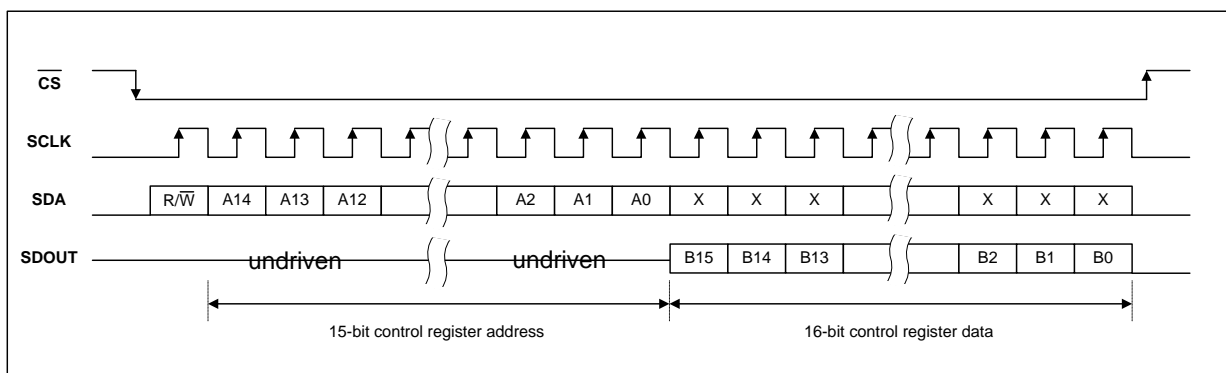 CS
SCLK
SDA R/W A14 A13 A12 A2 A1 A0 X X X X X X
SDOUT undriven undriven B15 B14 B13 B2 B1 B0
15-bit control register address 16-bit control register data